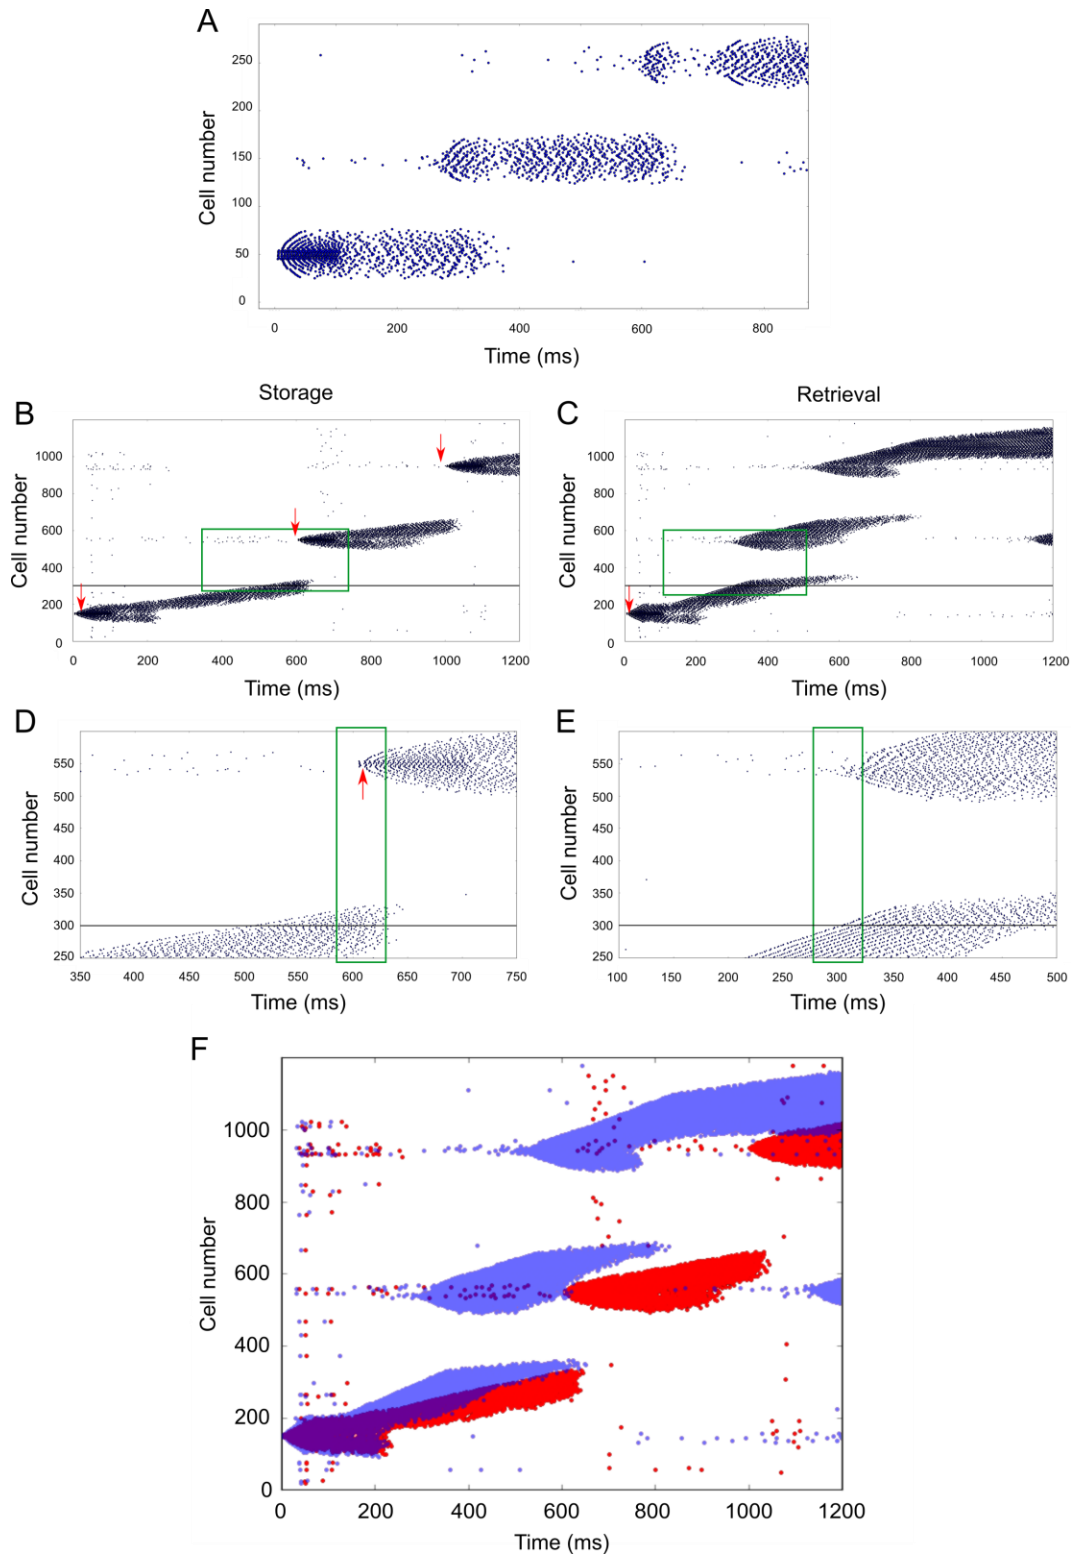 A
Cell number
250
200
150
100
50
0
0 200 400 600 800
Time (ms)
Storage
Retrieval
B
Cell number
1000
800
600
400
200
0
0 200 400 600 800 1000 1200
Time (ms)
C
Cell number
1000
800
600
400
200
0
0 200 400 600 800 1000 1200
Time (ms)
D
Cell number
550
500
450
400
350
300
250
350 400 450 500 550 600 650 700 750
Time (ms)
E
Cell number
550
500
450
400
350
300
250
100 150 200 250 300 350 400 450 500
Time (ms)
F
Cell number
1000
800
600
400
200
0
0 200 400 600 800 1000 1200
Time (ms)